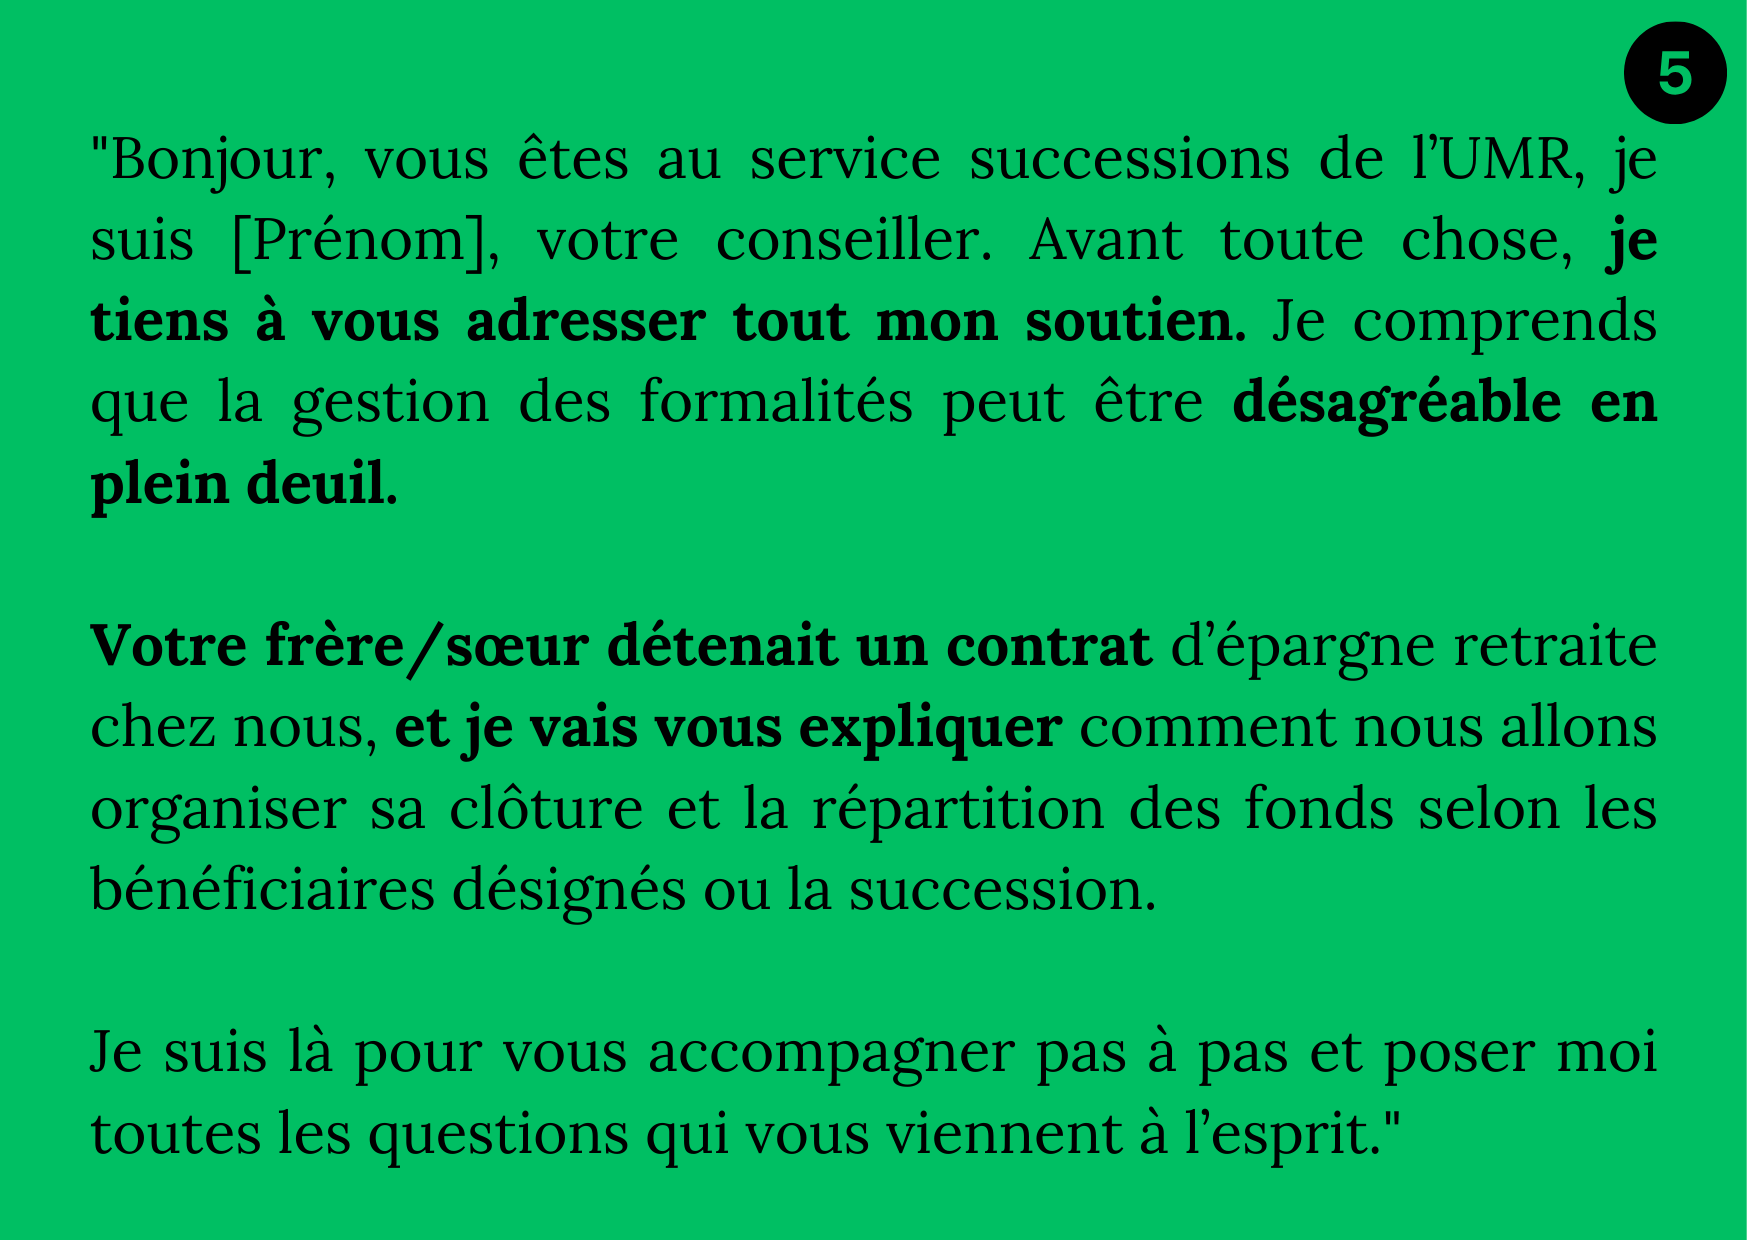 5
"Bonjour, vous êtes au service successions de l’UMR, je
suis [Prénom], votre conseiller. Avant toute chose, je
tiens à vous adresser tout mon soutien. Je comprends
que la gestion des formalités peut être désagréable en
plein deuil.
Votre frère/sœur détenait un contrat d’épargne retraite
chez nous, et je vais vous expliquer comment nous allons
organiser sa clôture et la répartition des fonds selon les
bénéficiaires désignés ou la succession.
Je suis là pour vous accompagner pas à pas et poser moi
toutes les questions qui vous viennent à l’esprit."